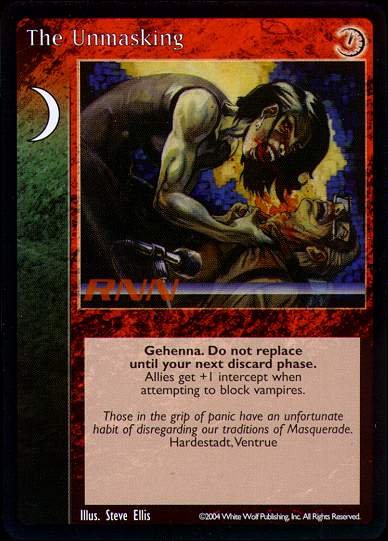 The Unmasking
RNN
Gehenna. Do not replace
until your next discard phase.
Allies get +1 intercept when
attempting to block vampires.
Those in the grip of panic have an unfortunate
habit of disregarding our traditions of Masquerade.
Hardestadt, Ventrue
Illus. Steve Ellis ©2004 White Wolf Publishing, Inc. All Rights Reserved.